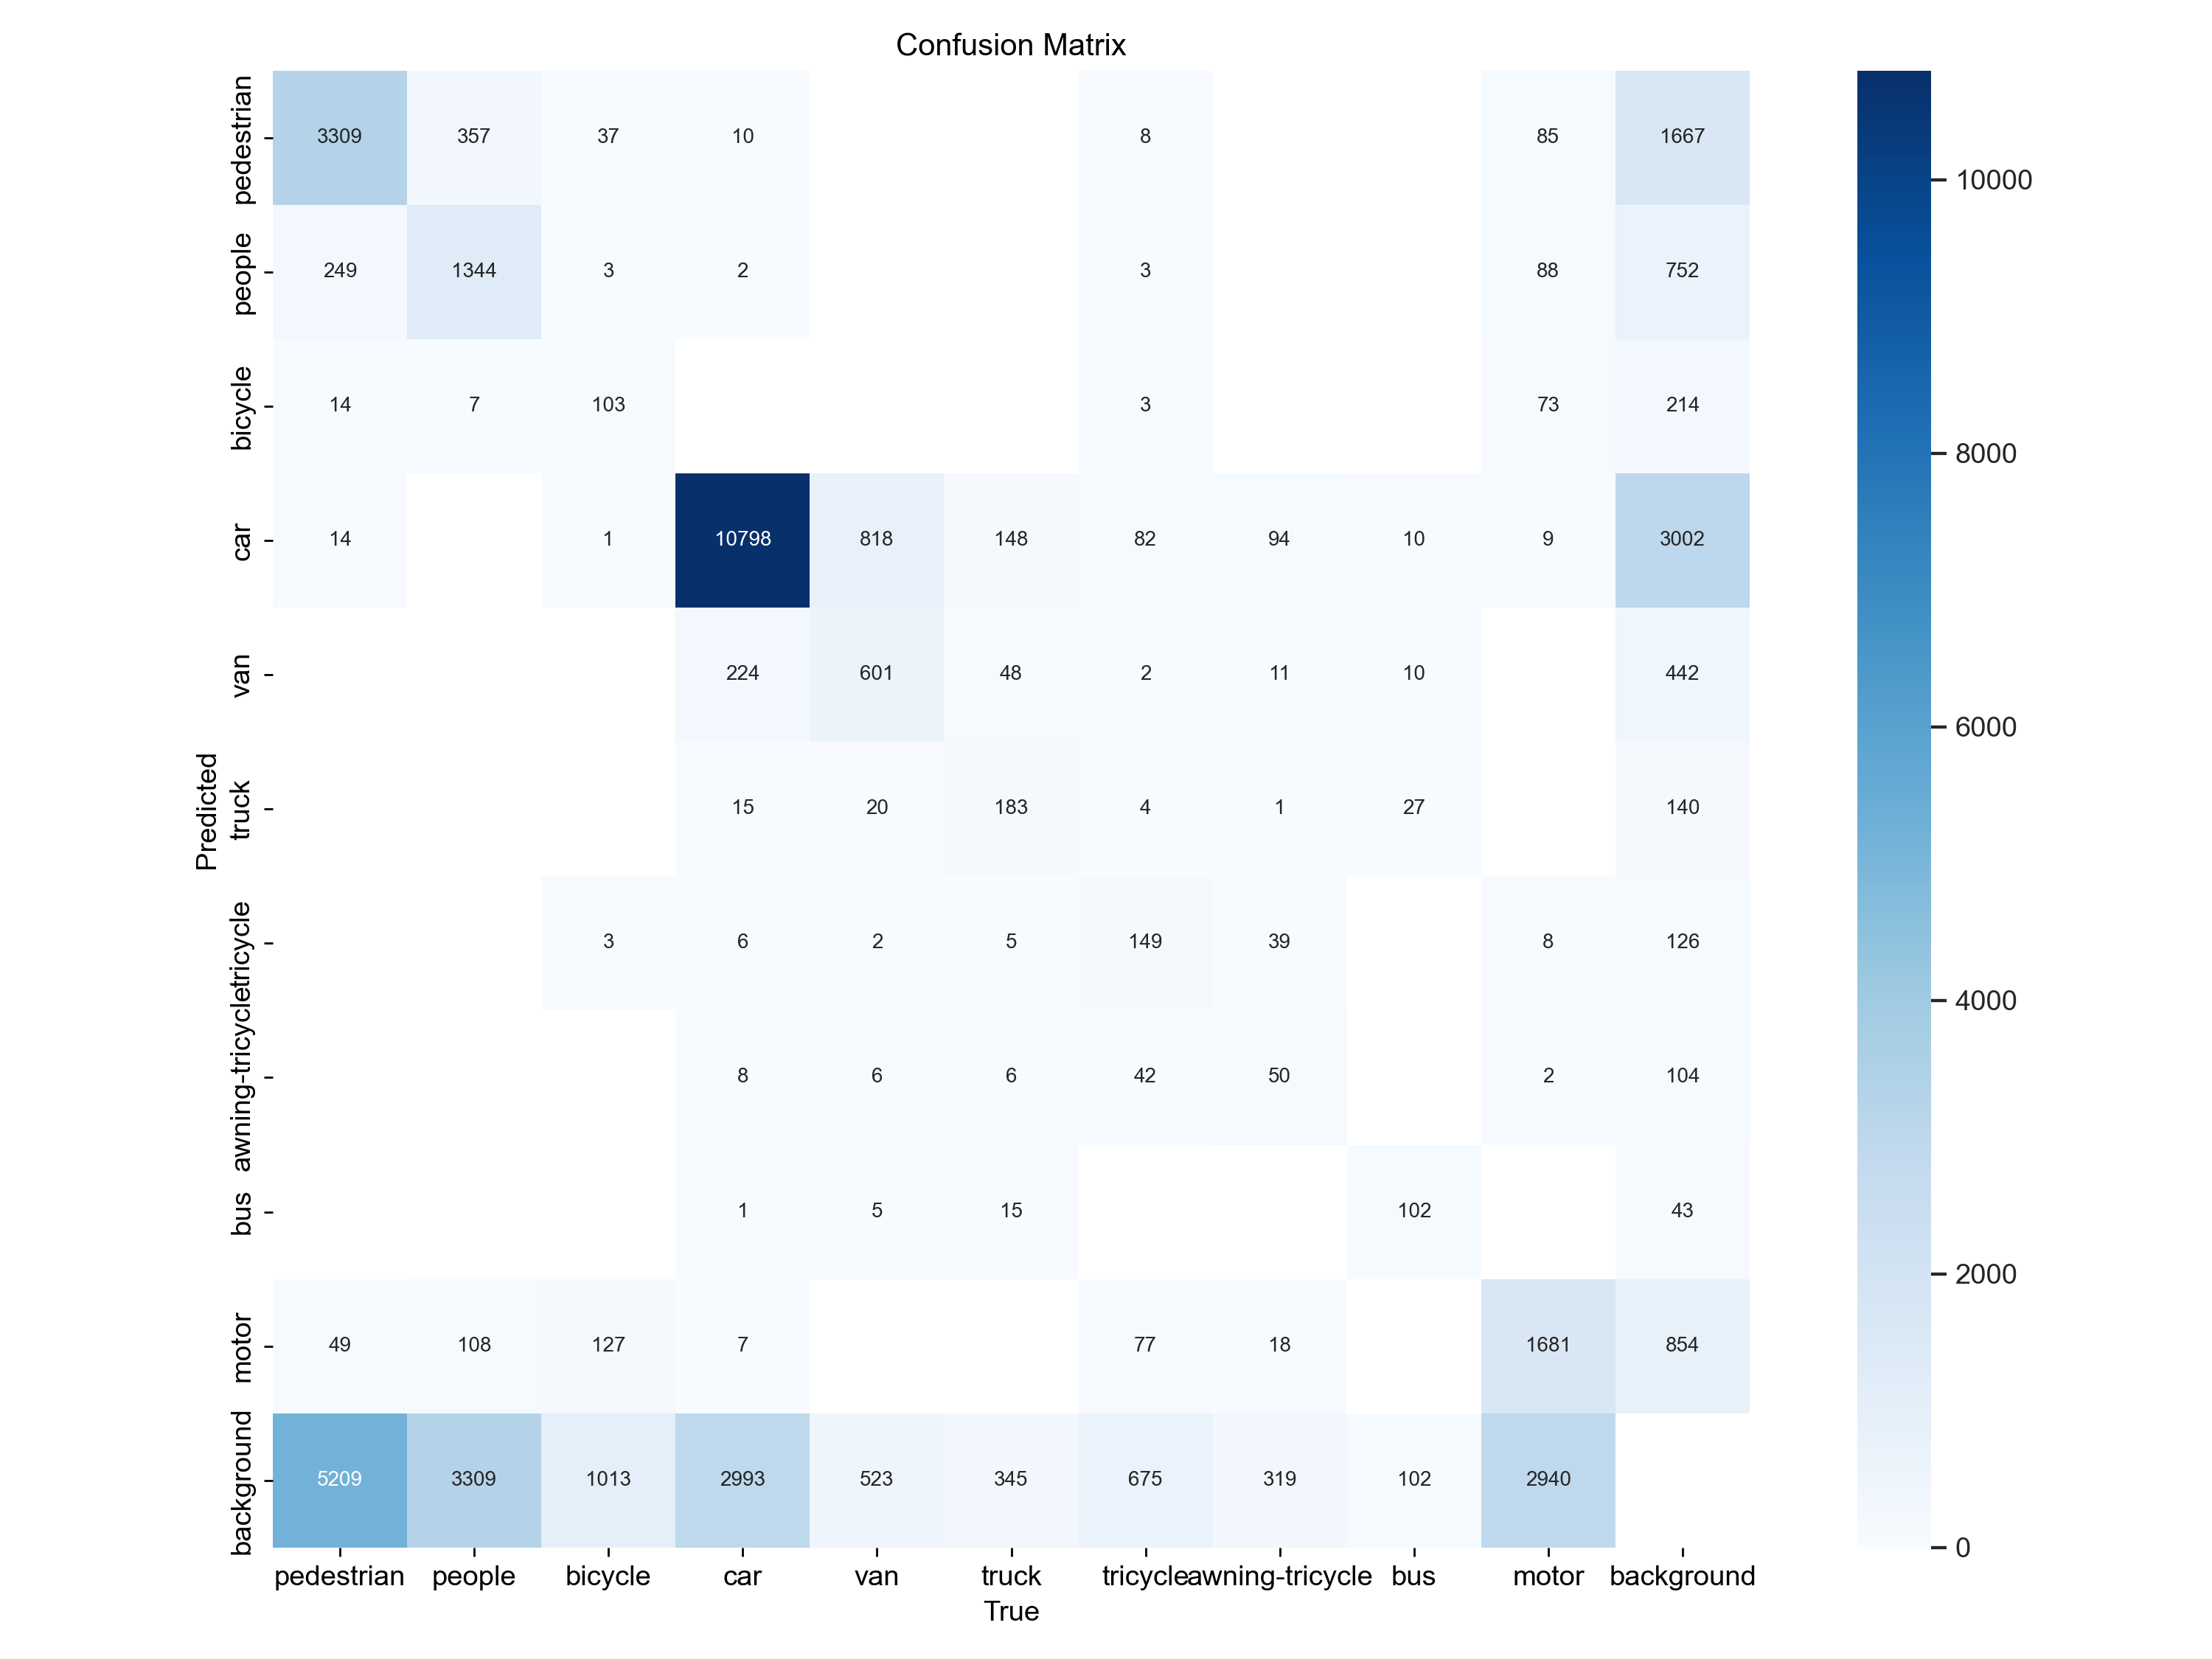 Confusion Matrix
pedestrian 3309 357 37 10 8 85 1667
people 249 1344 3 2 3 88 752
bicycle 14 7 103 3 73 214
car 14 1 10798 818 148 82 94 10 9 3002
van 224 601 48 2 11 10 442
truck 15 20 183 4 1 27 140
tricycle 3 6 2 5 149 39 8 126
awning-tricycle 8 6 6 42 50 2 104
bus 1 5 15 102 43
motor 49 108 127 7 77 18 1681 854
background 5209 3309 1013 2993 523 345 675 319 102 2940
pedestrian people bicycle car van truck tricycle awning-tricycle bus motor background
True
Predicted
10000
8000
6000
4000
2000
0